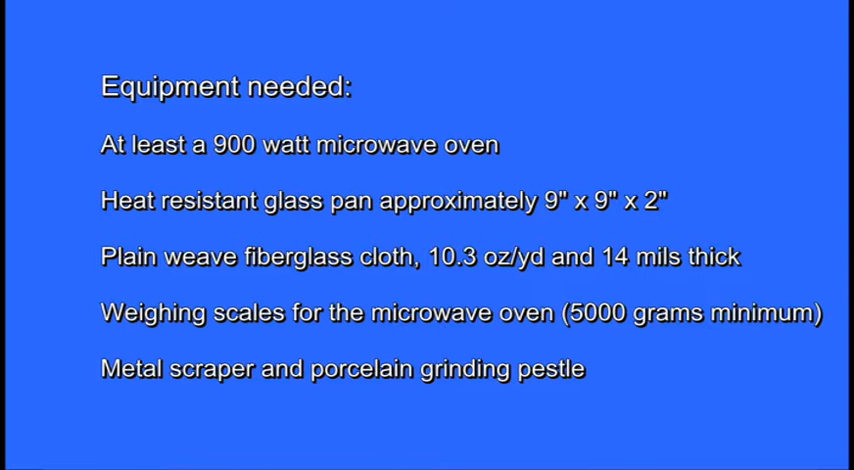 Equipment needed:
At least a 900 watt microwave oven
Heat resistant glass pan approximately 9" x 9" x 2"
Plain weave fiberglass cloth, 10.3 oz/yd and 14 mils thick
Weighing scales for the microwave oven (5000 grams minimum)
Metal scraper and porcelain grinding pestle